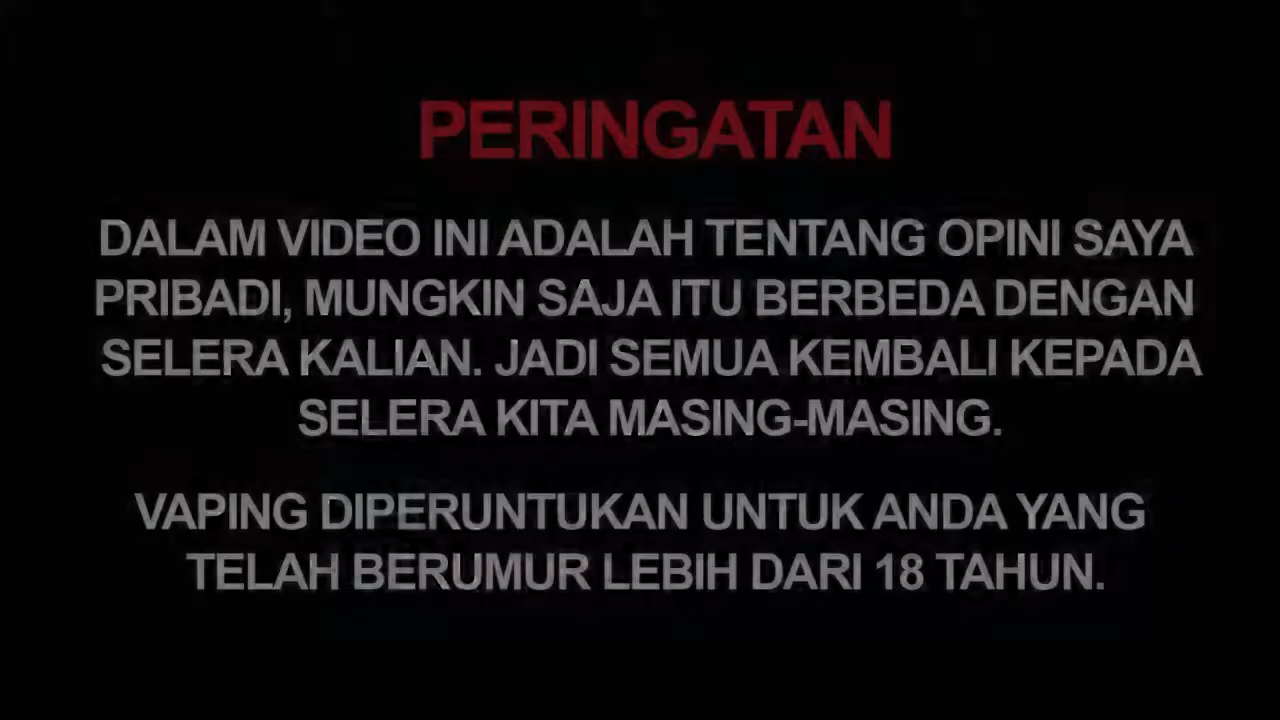 PERINGATAN
DALAM VIDEO INI ADALAH TENTANG OPINI SAYA
PRIBADI, MUNGKIN SAJA ITU BERBEDA DENGAN
SELERA KALIAN. JADI SEMUA KEMBALI KEPADA
SELERA KITA MASING-MASING.
VAPING DIPERUNTUKAN UNTUK ANDA YANG
TELAH BERUMUR LEBIH DARI 18 TAHUN.